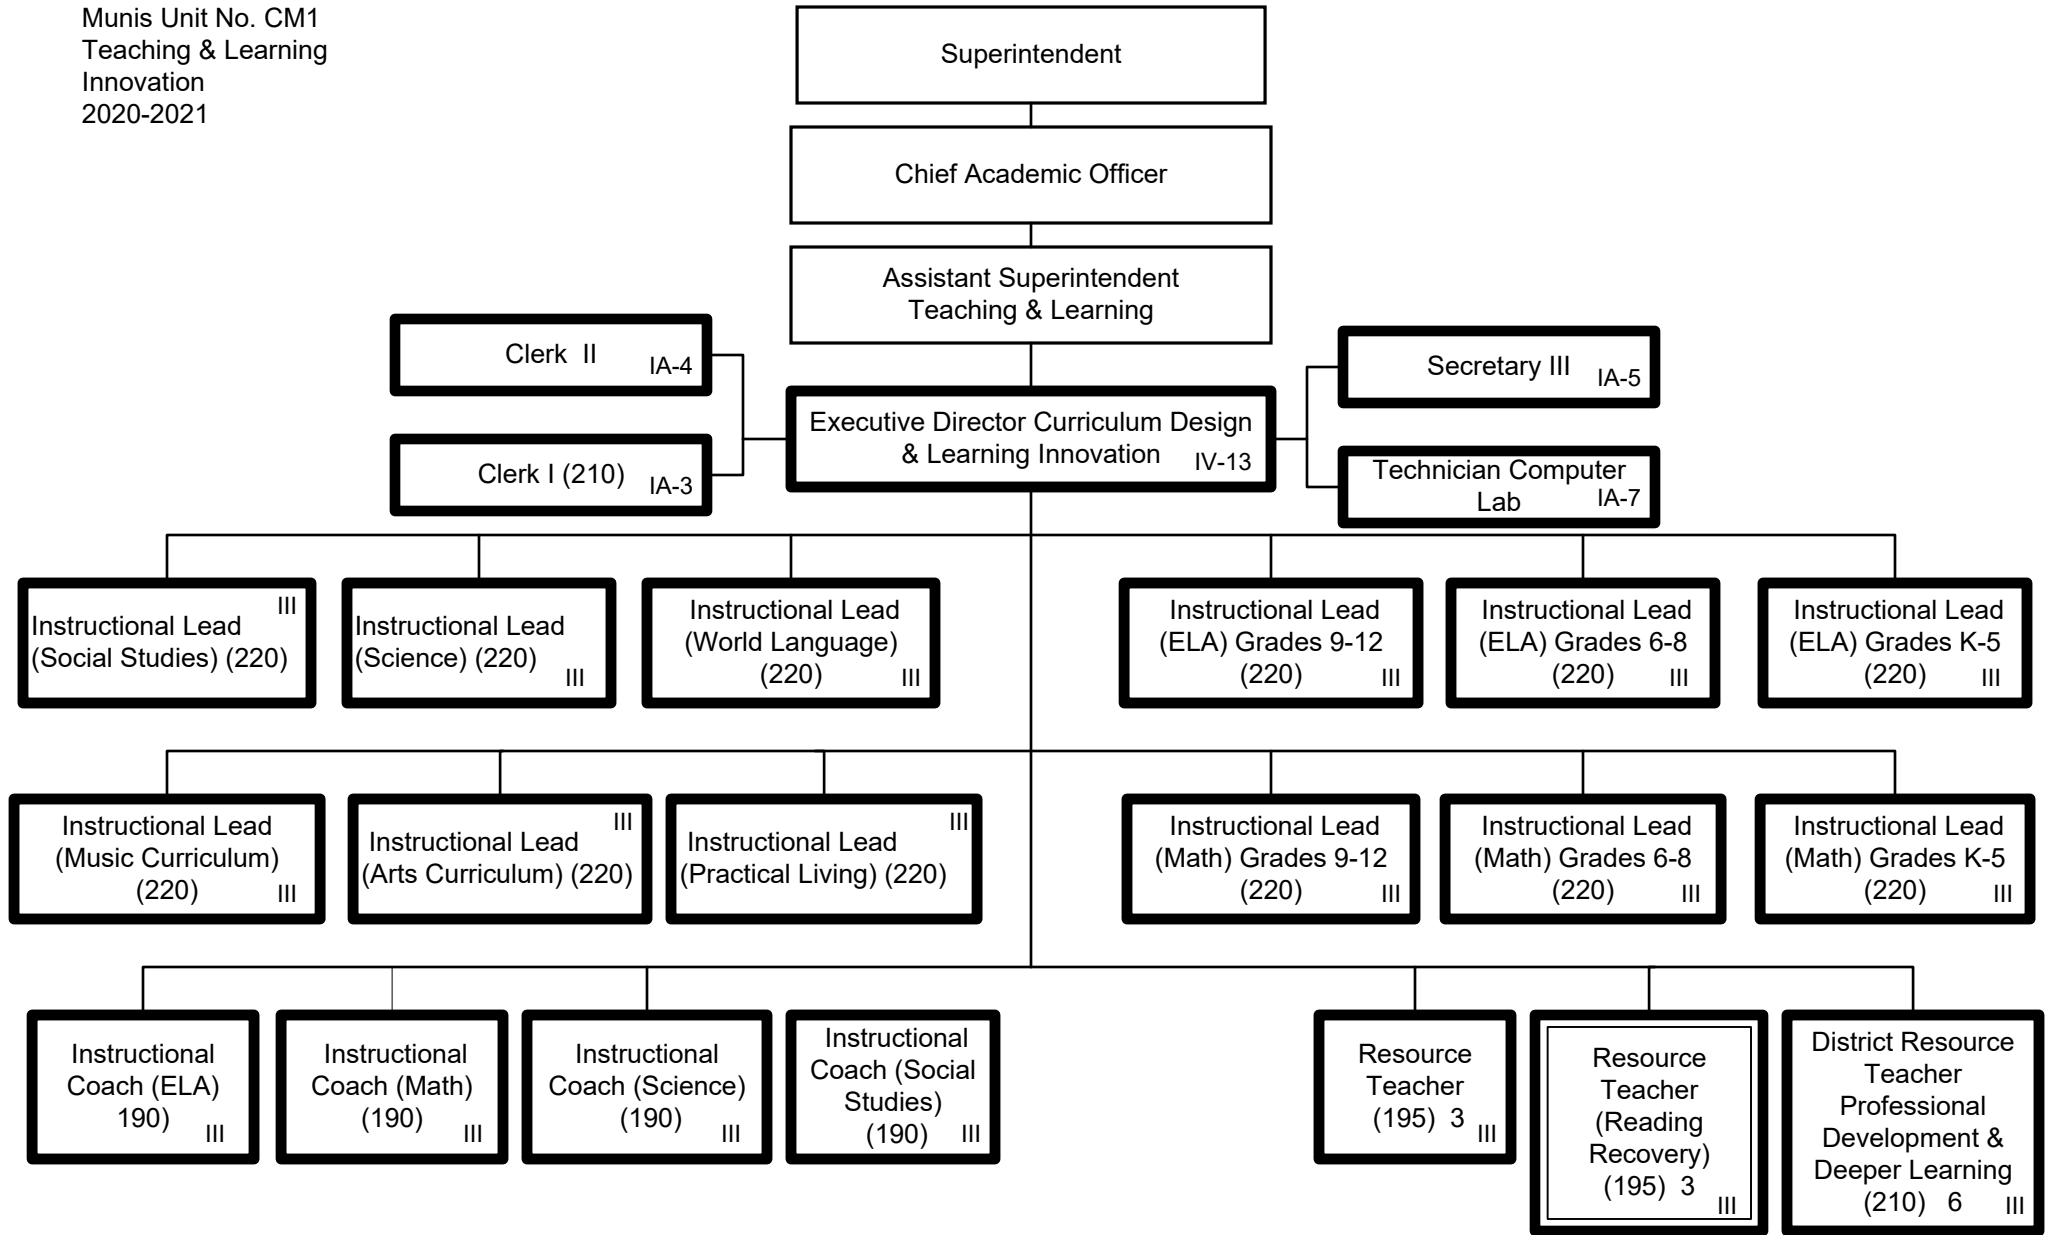 Munis Unit No. CM1
Teaching & Learning
Innovation
2020-2021
Superintendent
Chief Academic Officer
Assistant Superintendent
Teaching & Learning
Clerk  II
IA-4
Clerk I (210)
IA-3
Executive Director Curriculum Design
& Learning Innovation
IV-13
Secretary III
IA-5
Technician Computer
Lab
IA-7
III
Instructional Lead
(Social Studies) (220)
Instructional Lead
(Science) (220)
III
Instructional Lead
(World Language)
(220)
III
Instructional Lead
(ELA) Grades 9-12
(220)
III
Instructional Lead
(ELA) Grades 6-8
(220)
III
Instructional Lead
(ELA) Grades K-5
(220)
III
Instructional Lead
(Music Curriculum)
(220)
III
III
Instructional Lead
(Arts Curriculum) (220)
III
Instructional Lead
(Practical Living) (220)
Instructional Lead
(Math) Grades 9-12
(220)
III
Instructional Lead
(Math) Grades 6-8
(220)
III
Instructional Lead
(Math) Grades K-5
(220)
III
Instructional
Coach (ELA)
190)
III
Instructional
Coach (Math)
(190)
III
Instructional
Coach (Science)
(190)
III
Instructional
Coach (Social
Studies)
(190)
III
Resource
Teacher
(195)  3
III
Resource
Teacher
(Reading
Recovery)
(195)  3
III
District Resource
Teacher
Professional
Development &
Deeper Learning
(210)   6
III